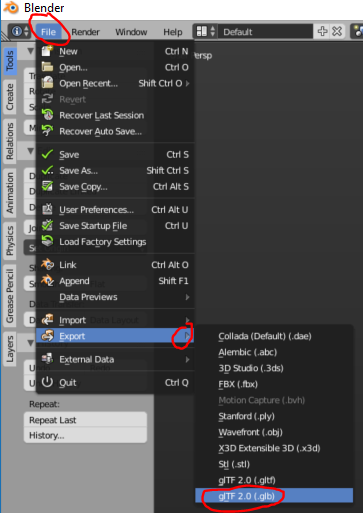 Blender
File Render Window Help Default
New Ctrl N
Open... Ctrl O
Open Recent... Shift Ctrl O
Revert
Recover Last Session
Recover Auto Save...
Save Ctrl S
Save As... Shift Ctrl S
Save Copy... Ctrl Alt S
User Preferences... Ctrl Alt U
Save Startup File Ctrl U
Load Factory Settings
Link Ctrl Alt O
Append Shift F1
Data Previews
Import
Export
External Data
Quit Ctrl Q
Tools
Create
Relations
Animation
Physics
Grease Pencil
Layers
Repeat:
Repeat Last
History...
Collada (Default) (.dae)
Alembic (.abc)
3D Studio (.3ds)
FBX (.fbx)
Motion Capture (.bvh)
Stanford (.ply)
Wavefront (.obj)
X3D Extensible 3D (.x3d)
Stl (.stl)
glTF 2.0 (.gltf)
glTF 2.0 (.glb)